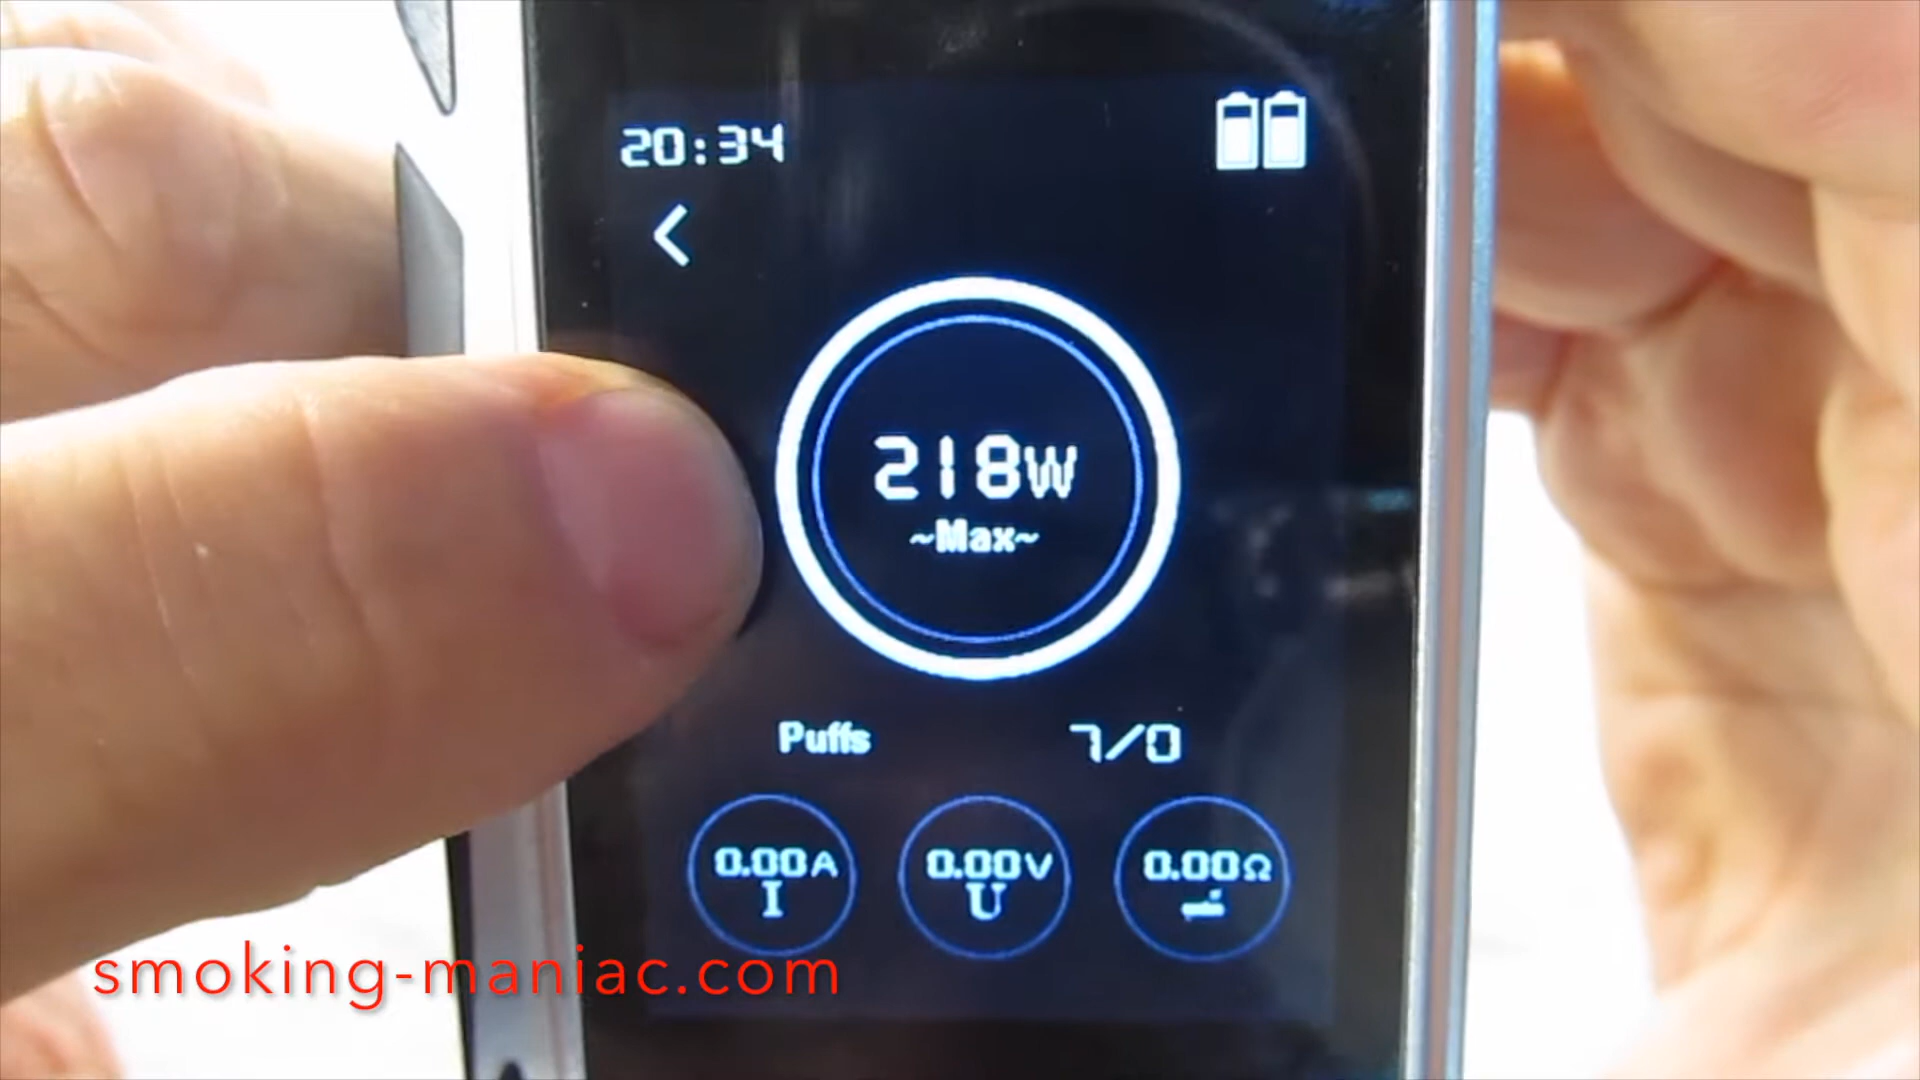 20:34
218W
~Max~
Puffs 7/0
0.00A 0.00V 0.00Ω
I U
smoking-maniac.com